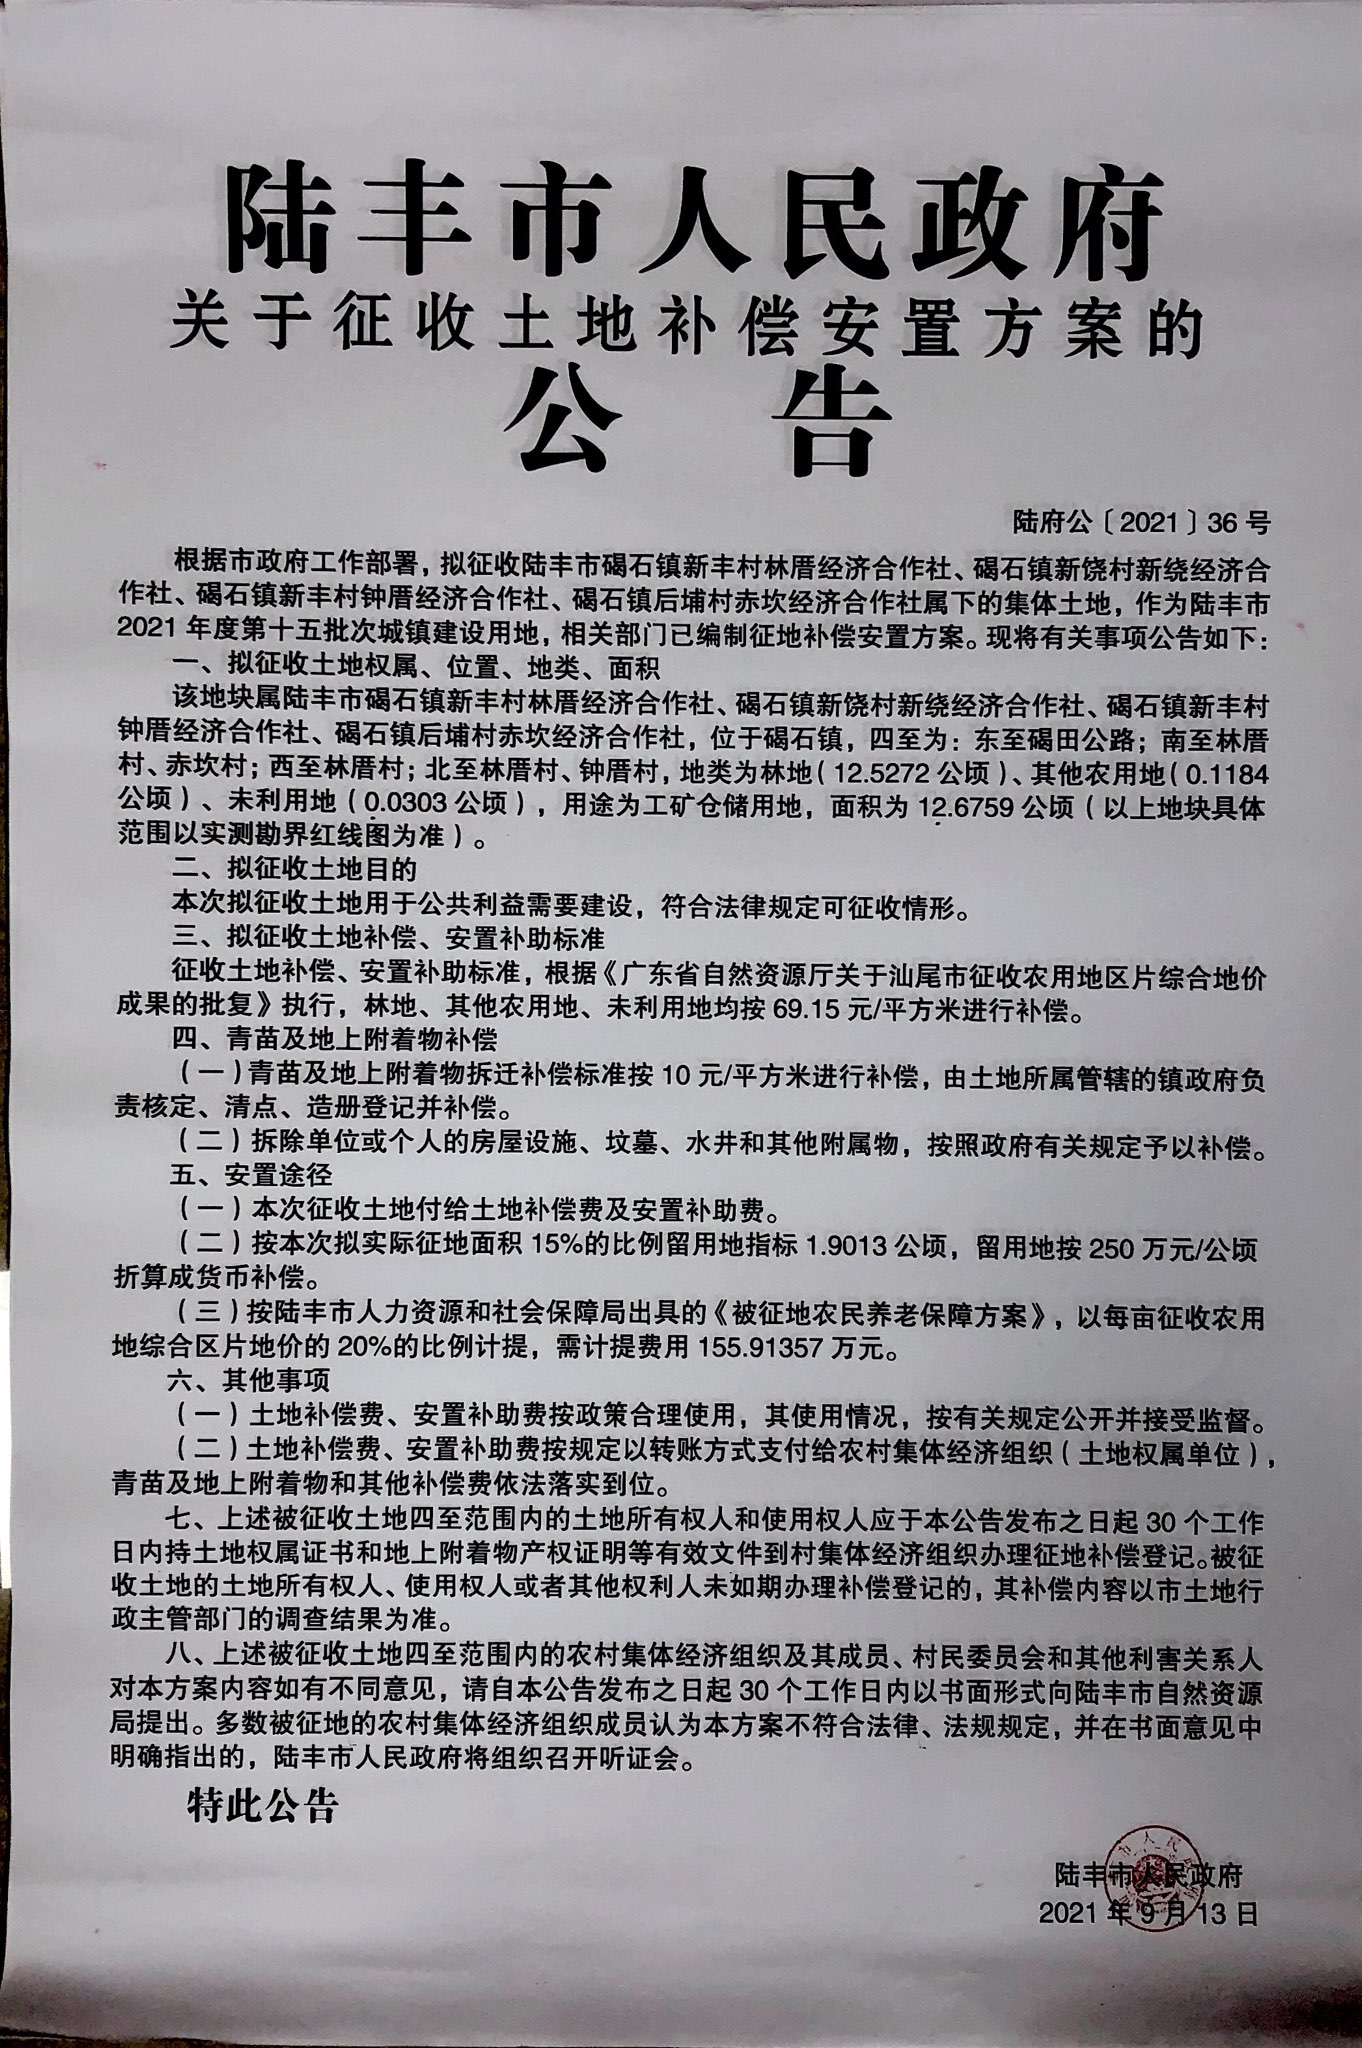 陆丰市人民政府
关于征收土地补偿安置方案的
公告
陆府公〔2021〕36号
根据市政府工作部署，拟征收陆丰市碣石镇新丰村林厝经济合作社、碣石镇新饶村新绕经济合
作社、碣石镇新丰村钟厝经济合作社、碣石镇后埔村赤坎经济合作社属下的集体土地，作为陆丰市
2021年度第十五批次城镇建设用地，相关部门已编制征地补偿安置方案。现将有关事项公告如下：
一、拟征收土地权属、位置、地类、面积
该地块属陆丰市碣石镇新丰村林厝经济合作社、碣石镇新饶村新绕经济合作社、碣石镇新丰村
钟厝经济合作社、碣石镇后埔村赤坎经济合作社，位于碣石镇，四至为：东至碣田公路；南至林厝
村、赤坎村；西至林厝村；北至林厝村、钟厝村，地类为林地（12.5272公顷）、其他农用地（0.1184
公顷）、未利用地（0.0303公顷），用途为工矿仓储用地，面积为12.6759公顷（以上地块具体
范围以实测勘界红线图为准）。
二、拟征收土地目的
本次拟征收土地用于公共利益需要建设，符合法律规定可征收情形。
三、拟征收土地补偿、安置补助标准
征收土地补偿、安置补助标准，根据《广东省自然资源厅关于汕尾市征收农用地区片综合地价
成果的批复》执行，林地、其他农用地、未利用地均按69.15元/平方米进行补偿。
四、青苗及地上附着物补偿
（一）青苗及地上附着物拆迁补偿标准按10元/平方米进行补偿，由土地所属管辖的镇政府负
责核定、清点、造册登记并补偿。
（二）拆除单位或个人的房屋设施、坟墓、水井和其他附属物，按照政府有关规定予以补偿。
五、安置途径
（一）本次征收土地付给土地补偿费及安置补助费。
（二）按本次拟实际征地面积15%的比例留用地指标1.9013公顷，留用地按250万元/公顷
折算成货币补偿。
（三）按陆丰市人力资源和社会保障局出具的《被征地农民养老保障方案》，以每亩征收农用
地综合区片地价的20%的比例计提，需计提费用155.91357万元。
六、其他事项
（一）土地补偿费、安置补助费按政策合理使用，其使用情况，按有关规定公开并接受监督。
（二）土地补偿费、安置补助费按规定以转账方式支付给农村集体经济组织（土地权属单位），
青苗及地上附着物和其他补偿费依法落实到位。
七、上述被征收土地四至范围内的土地所有权人和使用权人应于本公告发布之日起30个工作
日内持土地权属证书和地上附着物产权证明等有效文件到村集体经济组织办理征地补偿登记。被征
收土地的土地所有权人、使用权人或者其他权利人未如期办理补偿登记的，其补偿内容以市土地行
政主管部门的调查结果为准。
八、上述被征收土地四至范围内的农村集体经济组织及其成员、村民委员会和其他利害关系人
对本方案内容如有不同意见，请自本公告发布之日起30个工作日内以书面形式向陆丰市自然资源
局提出。多数被征地的农村集体经济组织成员认为本方案不符合法律、法规规定，并在书面意见中
明确指出的，陆丰市人民政府将组织召开听证会。
特此公告
陆丰市人民政府
2021年9月13日